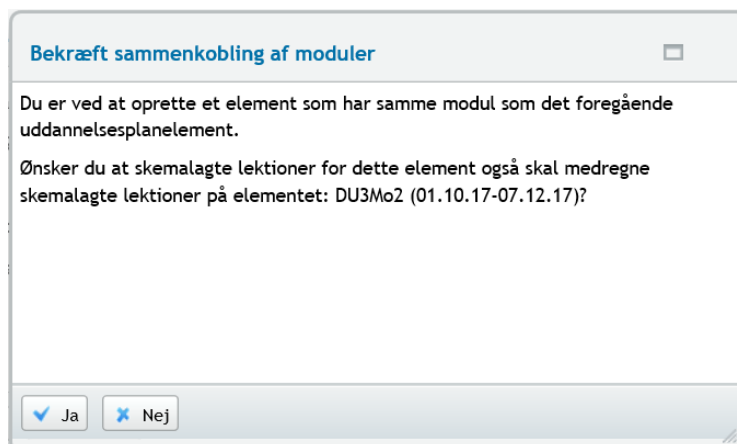 Bekræft sammenkobling af moduler
Du er ved at oprette et element som har samme modul som det foregående
uddannelsesplanelement.
Ønsker du at skemalagte lektioner for dette element også skal medregne
skemalagte lektioner på elementet: DU3Mo2 (01.10.17-07.12.17)?
Ja Nej